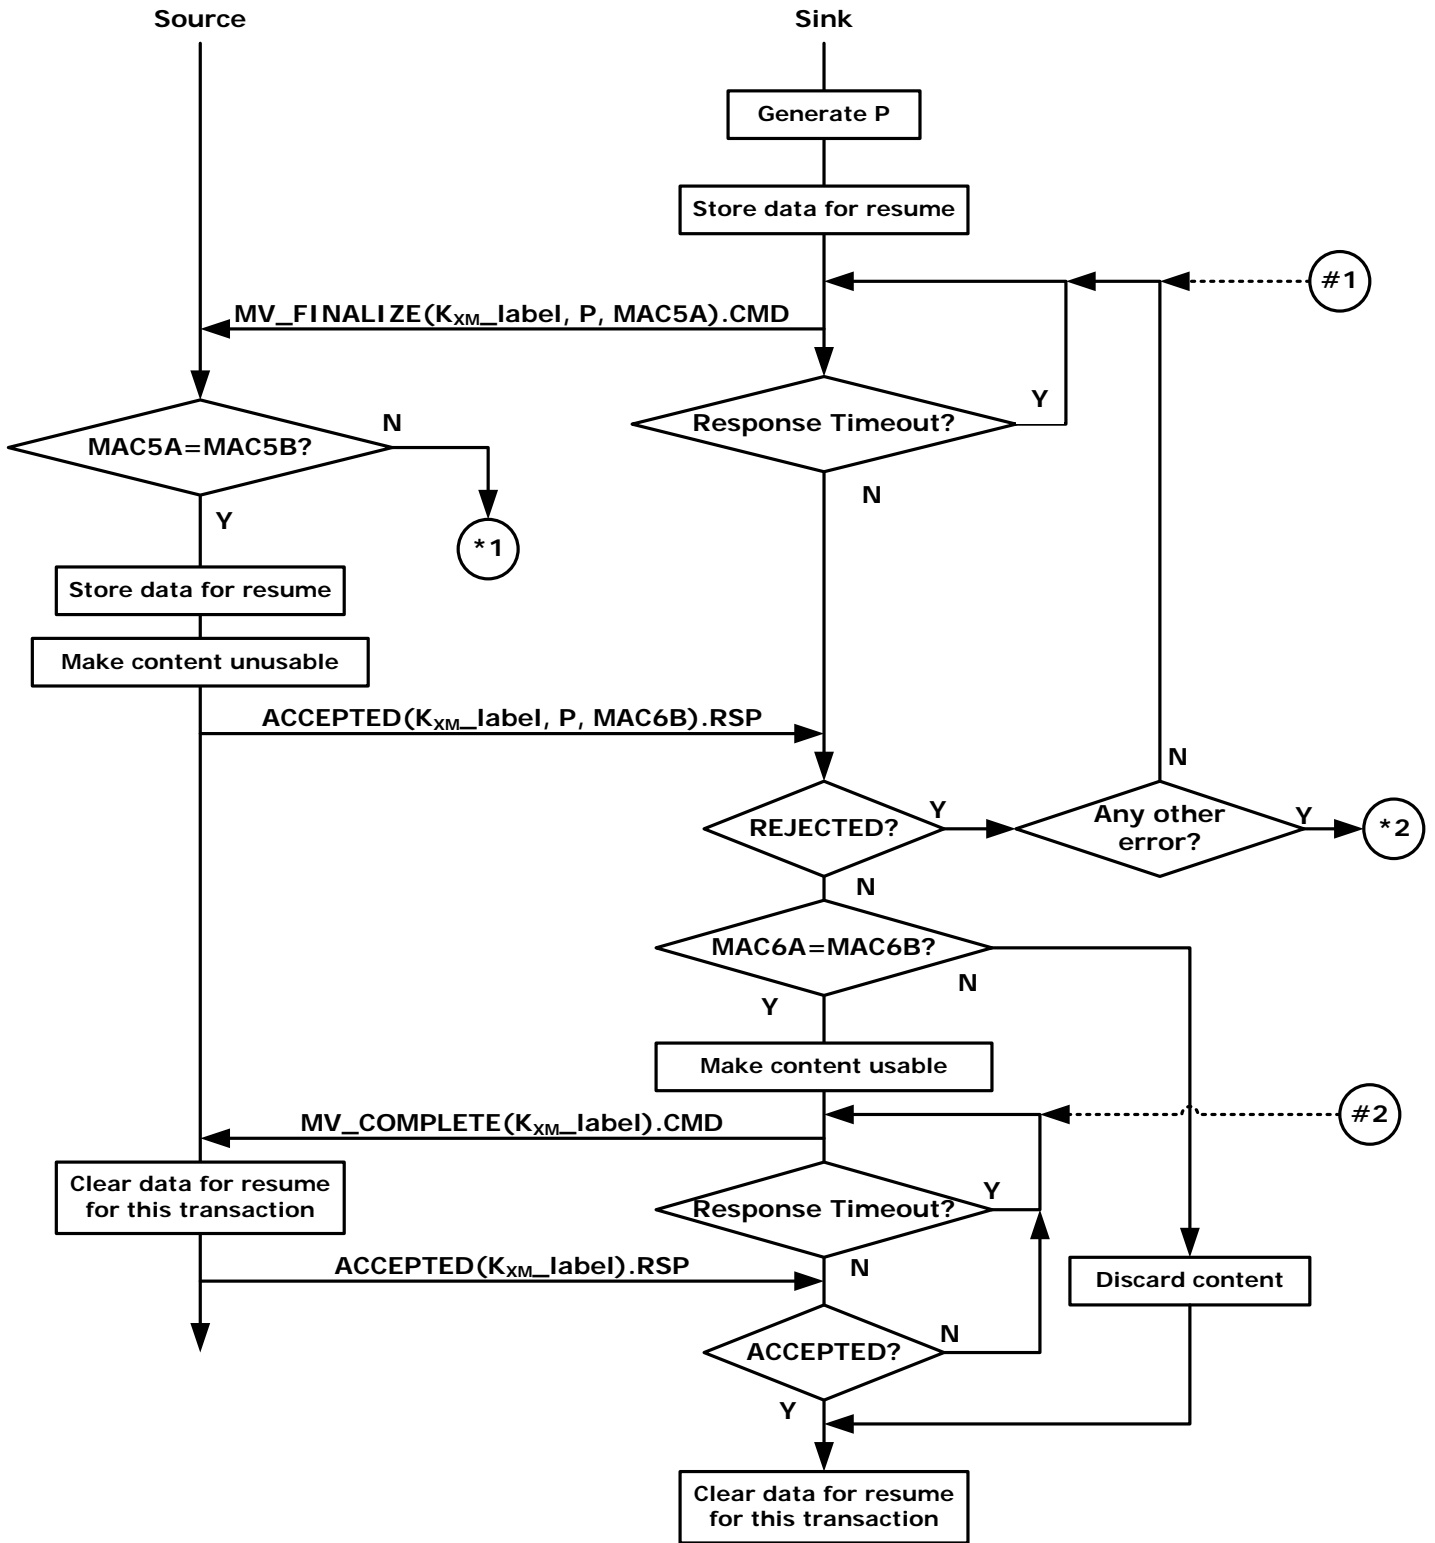 Source
Sink
Generate P
Store data for resume
#1
MV_FINALIZE(KXM_label, P, MAC5A).CMD
Response Timeout?
Y
N
MAC5A=MAC5B?
N
Y
*1
Store data for resume
Make content unusable
ACCEPTED(KXM_label, P, MAC6B).RSP
REJECTED?
Y
N
Any other
error?
N
Y
*2
MAC6A=MAC6B?
N
Y
Make content usable
#2
MV_COMPLETE(KXM_label).CMD
Clear data for resume
for this transaction
Response Timeout?
Y
N
ACCEPTED(KXM_label).RSP
Discard content
ACCEPTED?
N
Y
Clear data for resume
for this transaction